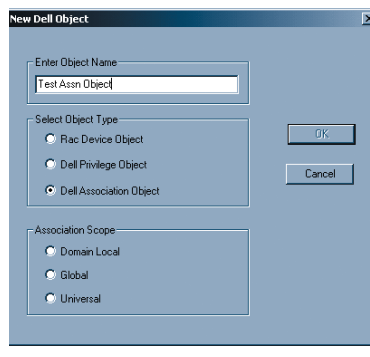 New Dell Object
Enter Object Name
Test Assn Object
Select Object Type
Rac Device Object
Dell Privilege Object
Dell Association Object
OK
Cancel
Association Scope
Domain Local
Global
Universal